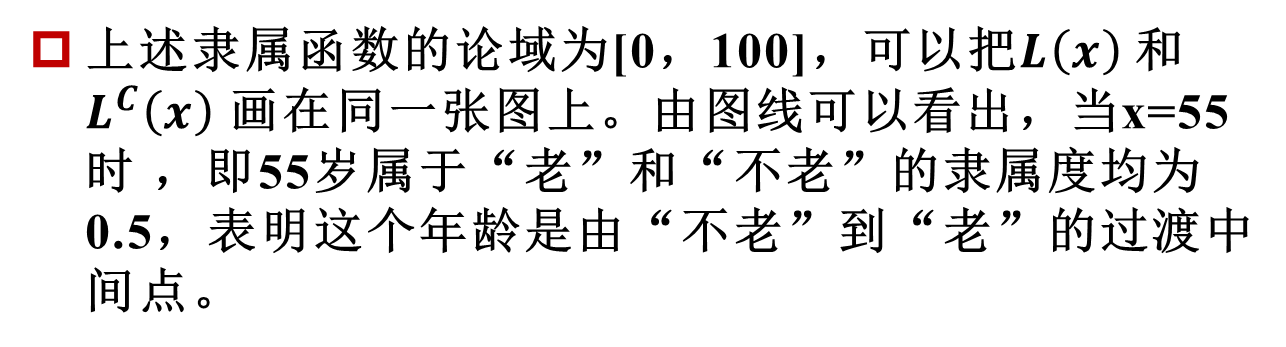 上述隶属函数的论域为[0，100]，可以把L(x) 和
L^C(x) 画在同一张图上。由图线可以看出，当x=55
时 ，即55岁属于“老”和“不老”的隶属度均为
0.5，表明这个年龄是由“不老”到“老”的过渡中
间点。